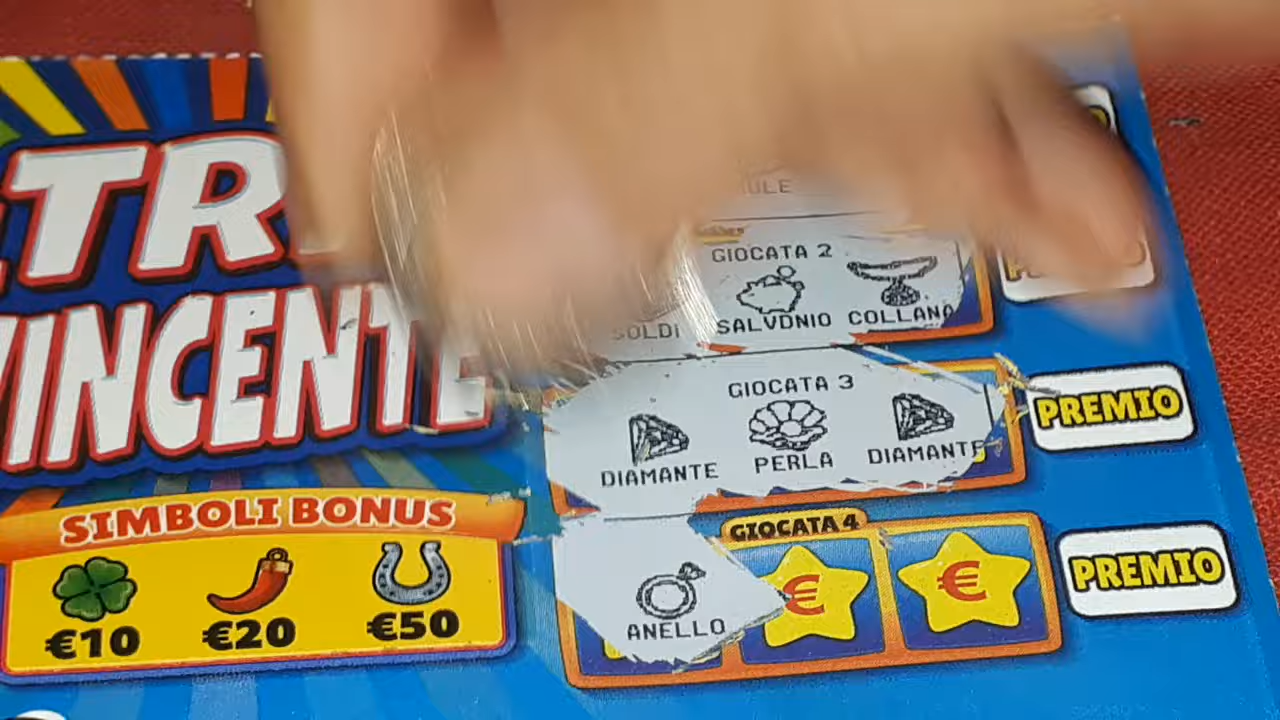 TR
VINCENTE
SIMBOLI BONUS
€10 €20 €50
GIOCATA 2
SOLDI SALVDNIO COLLANA
GIOCATA 3
DIAMANTE PERLA DIAMANTE
PREMIO
GIOCATA 4
ANELLO € €
PREMIO